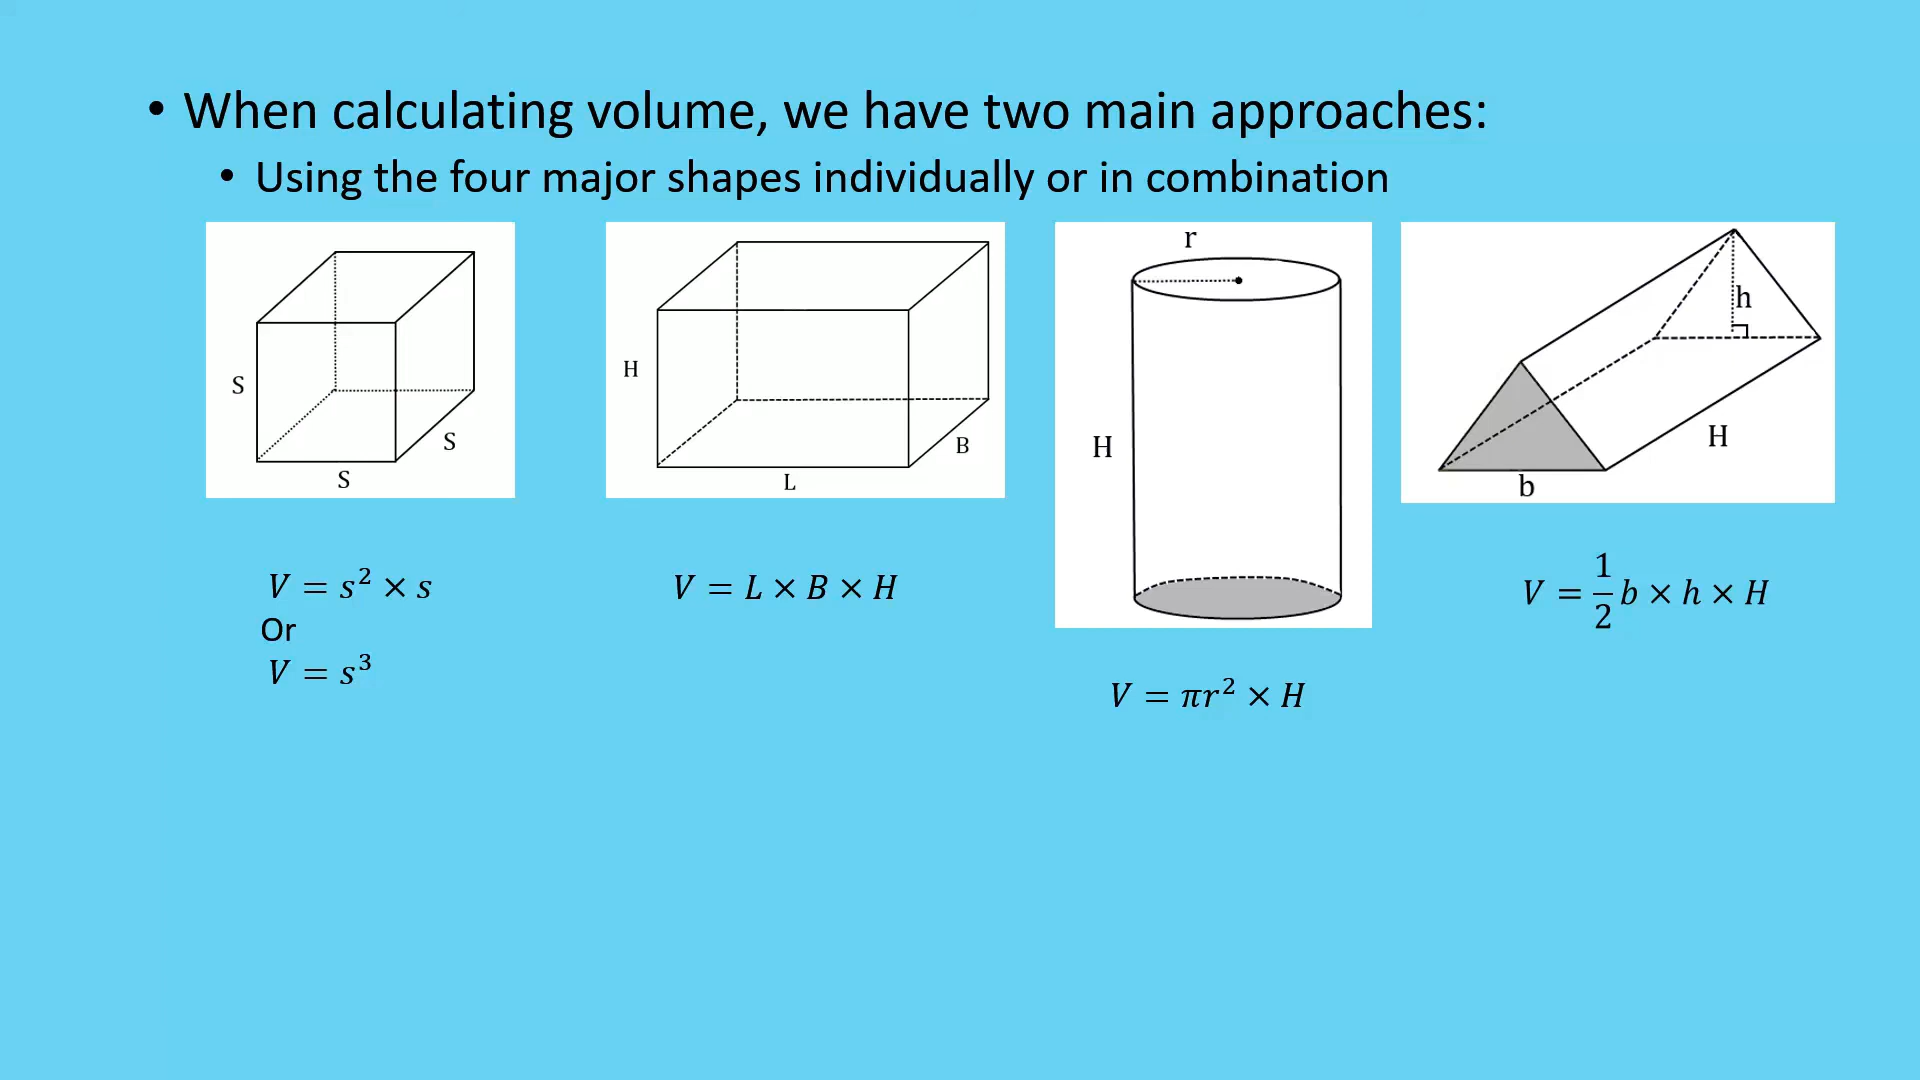 • When calculating volume, we have two main approaches:
• Using the four major shapes individually or in combination
S
S
S
H
B
L
r
H
h
H
b
V = s² × s
Or
V = s³
V = L × B × H
V = πr² × H
V = 1/2 b × h × H